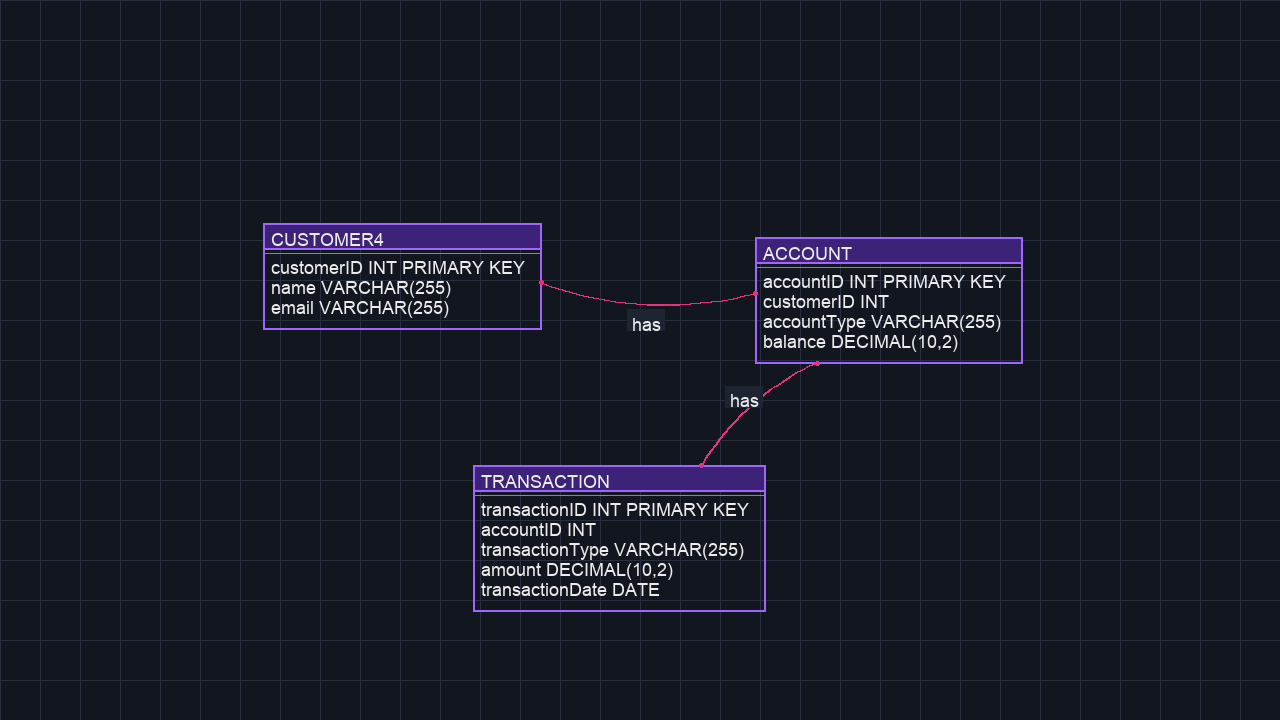 CUSTOMER4
customerID INT PRIMARY KEY
name VARCHAR(255)
email VARCHAR(255)
has
ACCOUNT
accountID INT PRIMARY KEY
customerID INT
accountType VARCHAR(255)
balance DECIMAL(10,2)
has
TRANSACTION
transactionID INT PRIMARY KEY
accountID INT
transactionType VARCHAR(255)
amount DECIMAL(10,2)
transactionDate DATE